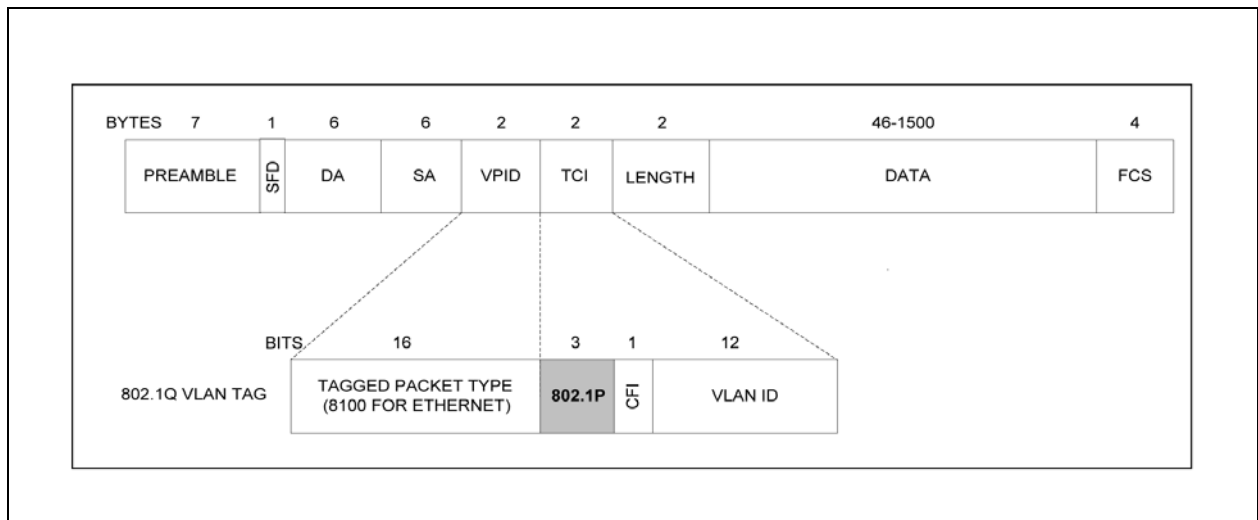 BYTES 7 1 6 6 2 2 2 46-1500 4
PREAMBLE SFD DA SA VPID TCI LENGTH DATA FCS
BITS 16 3 1 12
802.1Q VLAN TAG
TAGGED PACKET TYPE
(8100 FOR ETHERNET)
802.1P CFI VLAN ID